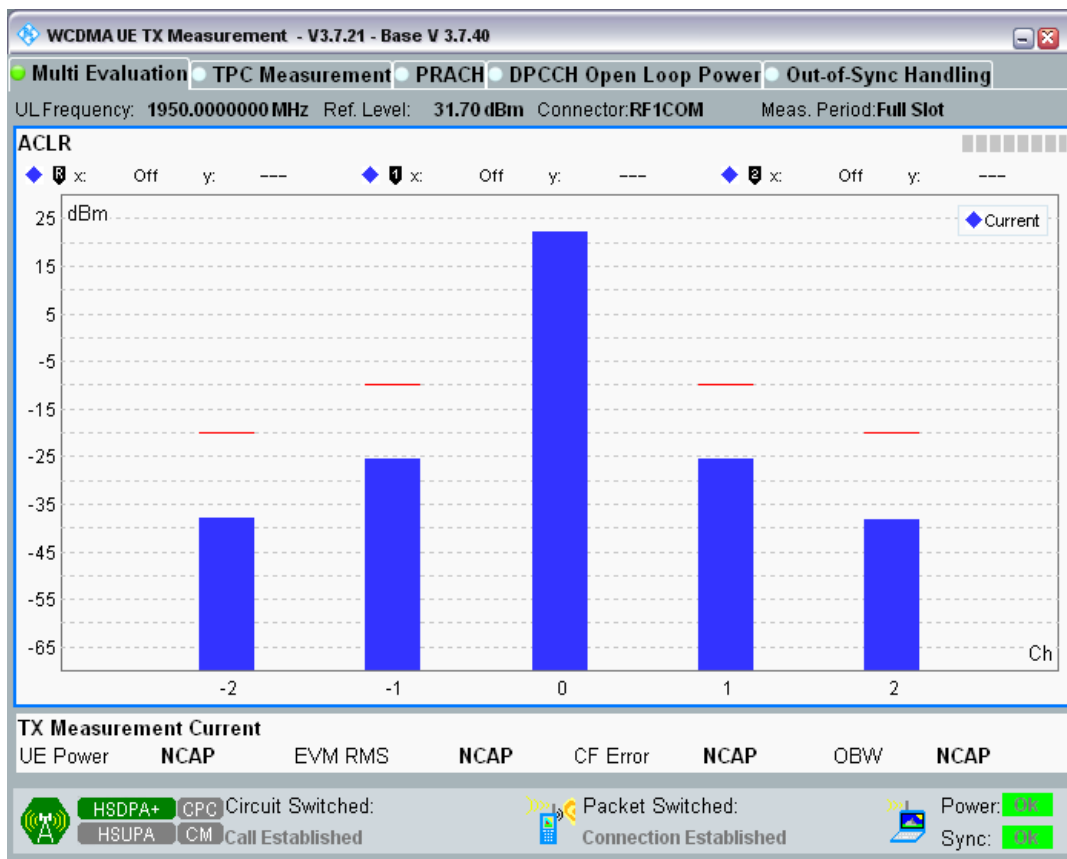 WCDMA UE TX Measurement - V3.7.21 - Base V 3.7.40
Multi Evaluation TPC Measurement PRACH DPCCH Open Loop Power Out-of-Sync Handling
UL Frequency: 1950.0000000 MHz Ref. Level: 31.70 dBm Connector:RF1COM Meas. Period:Full Slot
ACLR
R x: Off y: --- 1 x: Off y: --- 2 x: Off y: ---
dBm
Current
25
15
5
-5
-15
-25
-35
-45
-55
-65
Ch
-2 -1 0 1 2
TX Measurement Current
UE Power NCAP EVM RMS NCAP CF Error NCAP OBW NCAP
HSDPA+ CPC Circuit Switched: Packet Switched: Power: OK
HSUPA CM Call Established Connection Established Sync: OK